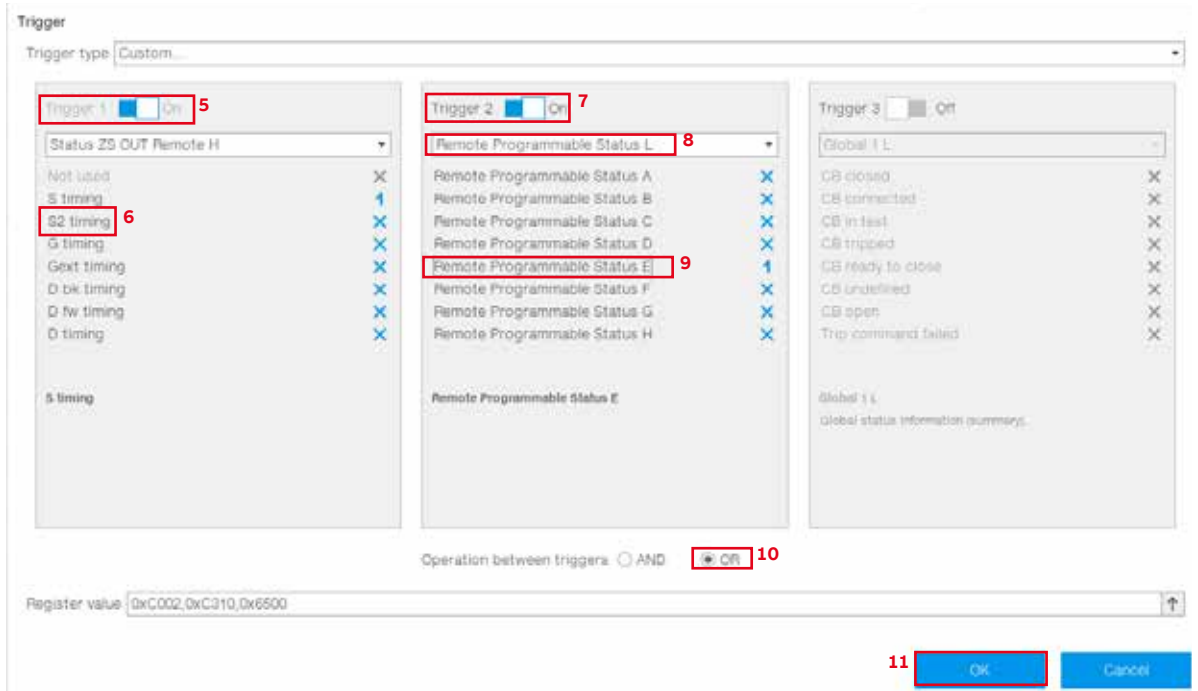 Trigger
Trigger type Custom...
Trigger 1 On 5
Status ZS OUT Remote H
Not used X
S timing 1
S2 timing 6 X
G timing X
Gext timing X
D bk timing X
D fw timing X
D timing X
S timing
Trigger 2 On 7
Remote Programmable Status L 8
Remote Programmable Status A X
Remote Programmable Status B X
Remote Programmable Status C X
Remote Programmable Status D X
Remote Programmable Status E 9 1
Remote Programmable Status F X
Remote Programmable Status G X
Remote Programmable Status H X
Remote Programmable Status E
Trigger 3 Off
Global 1 L
CB closed X
CB connected X
CB in test X
CB tripped X
CB ready to close X
CB undefined X
CB open X
Trip command failed X
Global 1 L
Global status information (summary).
Operation between triggers AND OR 10
Register value 0xC002,0xC310,0x6500
11 OK Cancel